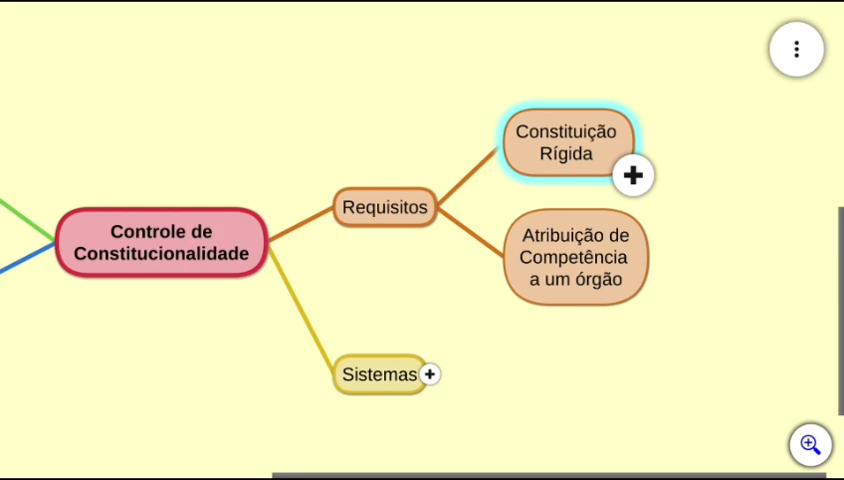 Controle de
Constitucionalidade
Requisitos
Constituição
Rígida
Atribuição de
Competência
a um órgão
Sistemas